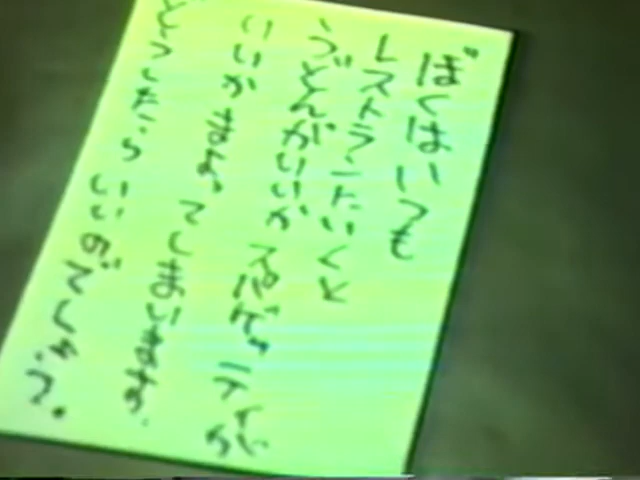 ぼくはいつも
レストランにいくと
うどんがいいか スパゲッティが
いいか まよってしまいます。
どうしたら いいのでしょう。